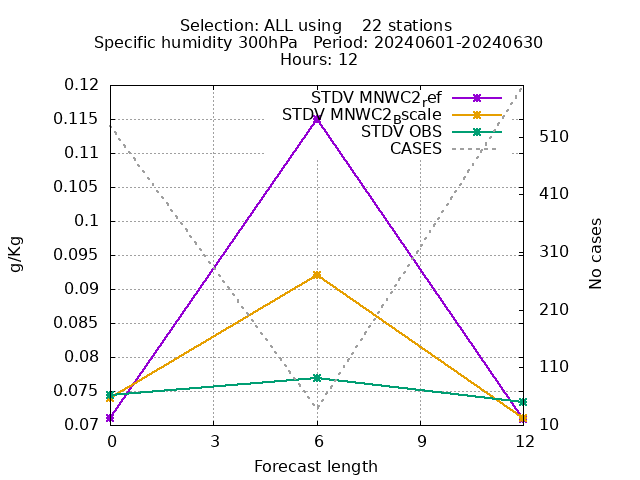 Selection: ALL using    22 stations
Specific humidity 300hPa   Period: 20240601-20240630
Hours: 12
STDV MNWC2_ref
STDV MNWC2_Bscale
STDV OBS
CASES
0.12
0.115
0.11
0.105
0.1
0.095
0.09
0.085
0.08
0.075
0.07
510
410
310
210
110
10
g/Kg
No cases
0 3 6 9 12
Forecast length